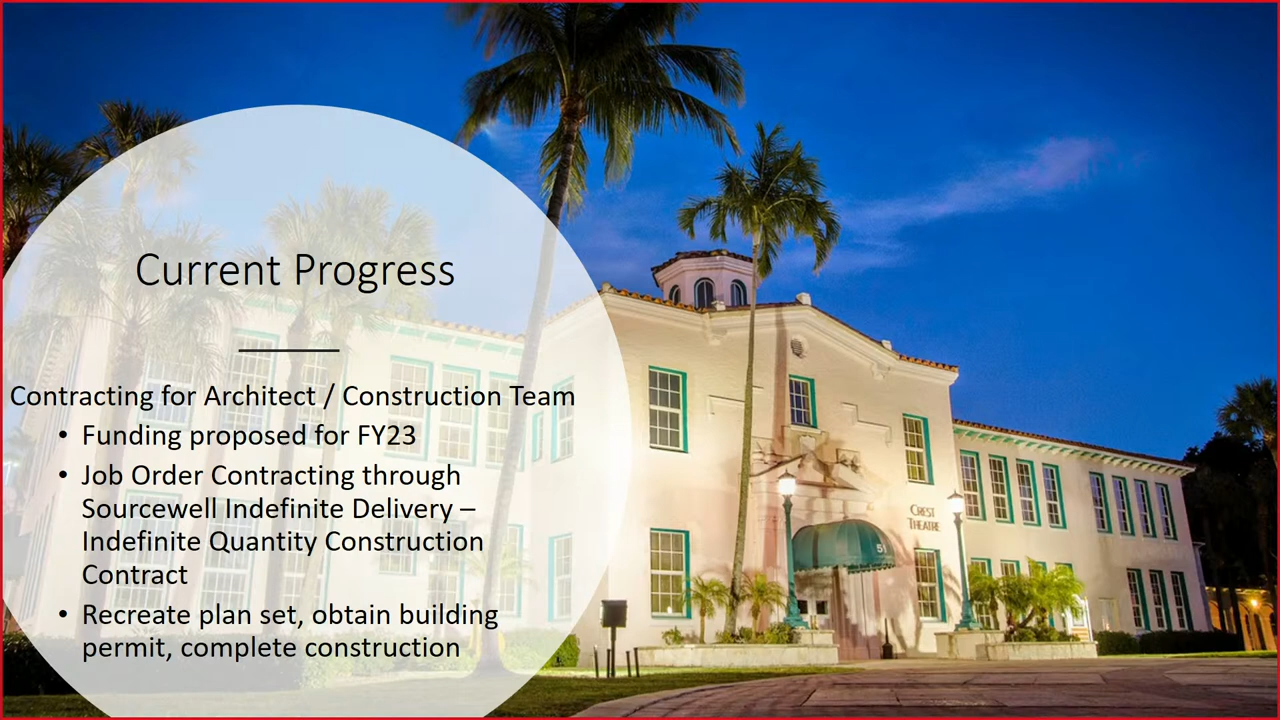 Current Progress
Contracting for Architect / Construction Team
• Funding proposed for FY23
• Job Order Contracting through
Sourcewell Indefinite Delivery –
Indefinite Quantity Construction
Contract
• Recreate plan set, obtain building
permit, complete construction
CREST
THEATRE
51